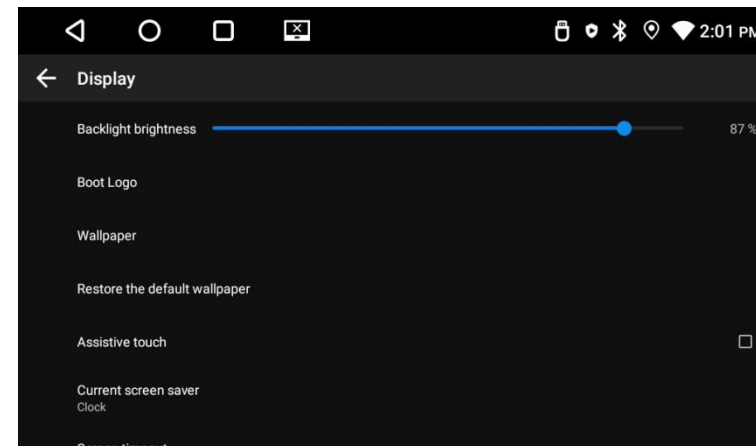 2:01 PM
Display
Backlight brightness 87 %
Boot Logo
Wallpaper
Restore the default wallpaper
Assistive touch
Current screen saver
Clock